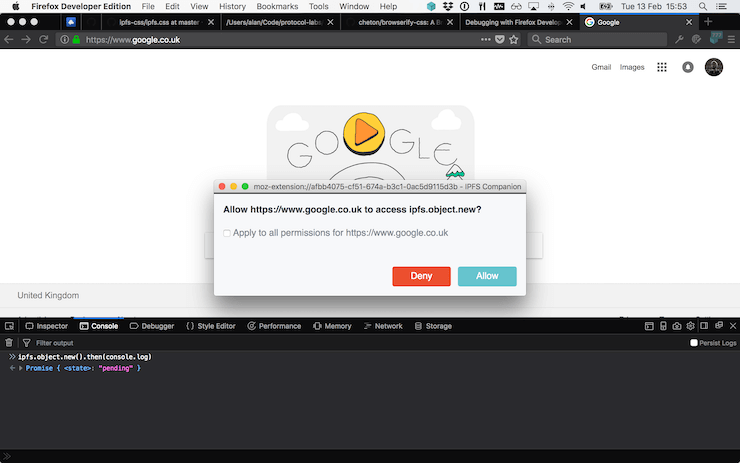 Firefox Developer Edition File Edit View History Bookmarks Tools Window Help Tue 13 Feb 15:53
ipfs-css/ipfs.css at master
/Users/alan/Code/protocol-labs
cheton/browserify-css: A B
Debugging with Firefox Develop
Google
https://www.google.co.uk
Search
Gmail Images
GOOGLE
moz-extension://afbb4075-cf51-674a-b3c1-0ac5d9115d3b - IPFS Companion
Allow https://www.google.co.uk to access ipfs.object.new?
Apply to all permissions for https://www.google.co.uk
Deny Allow
United Kingdom
Inspector Console Debugger { } Style Editor Performance Memory Network Storage
Filter output Persist Logs
ipfs.object.new().then(console.log)
Promise { <state>: "pending" }